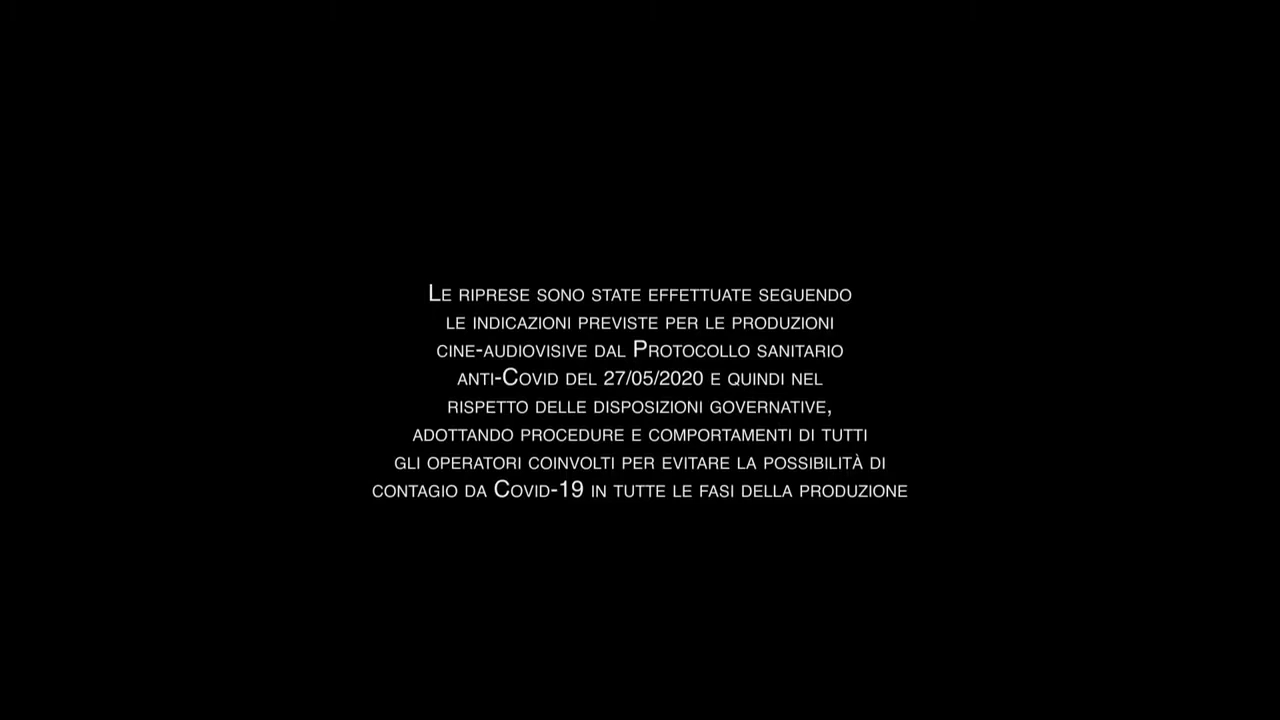 Le riprese sono state effettuate seguendo
le indicazioni previste per le produzioni
cine-audiovisive dal Protocollo sanitario
anti-Covid del 27/05/2020 e quindi nel
rispetto delle disposizioni governative,
adottando procedure e comportamenti di tutti
gli operatori coinvolti per evitare la possibilità di
contagio da Covid-19 in tutte le fasi della produzione